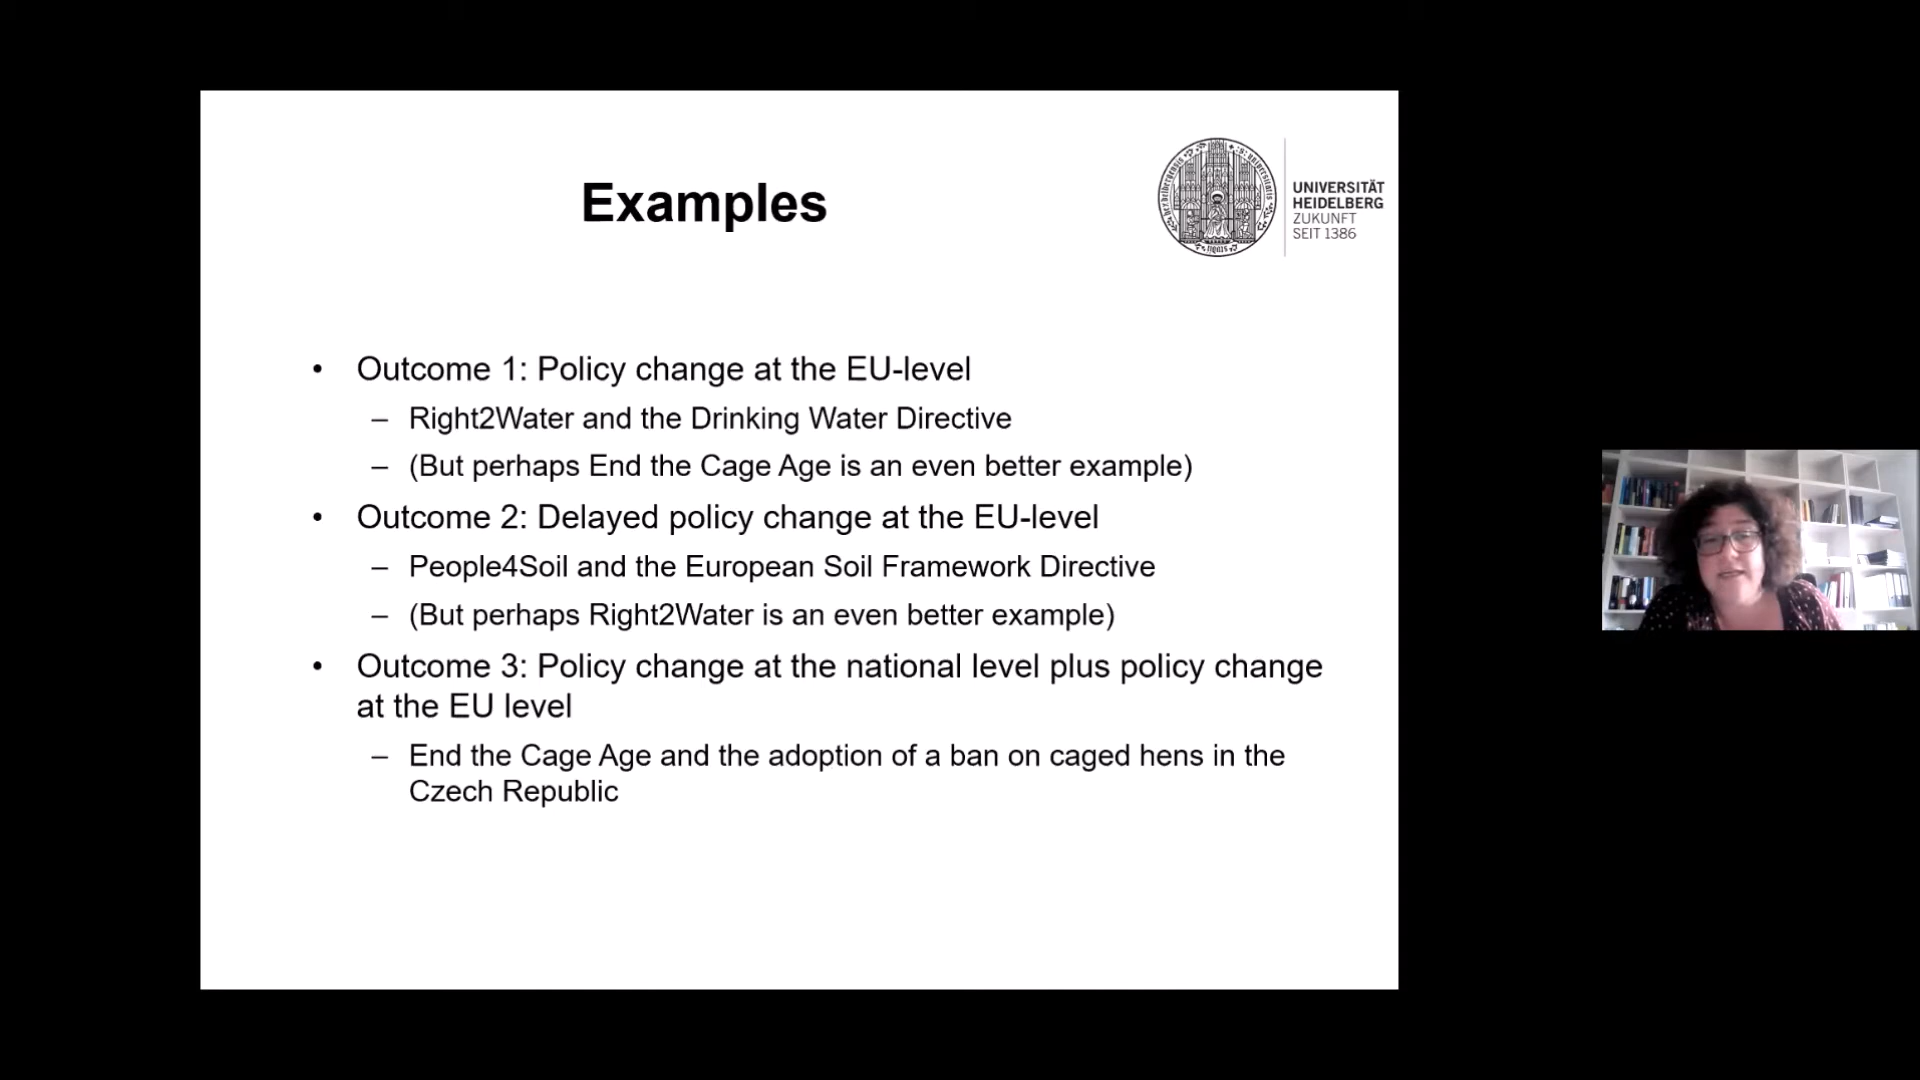 Examples
UNIVERSITÄT
HEIDELBERG
ZUKUNFT
SEIT 1386
• Outcome 1: Policy change at the EU-level
– Right2Water and the Drinking Water Directive
– (But perhaps End the Cage Age is an even better example)
• Outcome 2: Delayed policy change at the EU-level
– People4Soil and the European Soil Framework Directive
– (But perhaps Right2Water is an even better example)
• Outcome 3: Policy change at the national level plus policy change
at the EU level
– End the Cage Age and the adoption of a ban on caged hens in the
Czech Republic